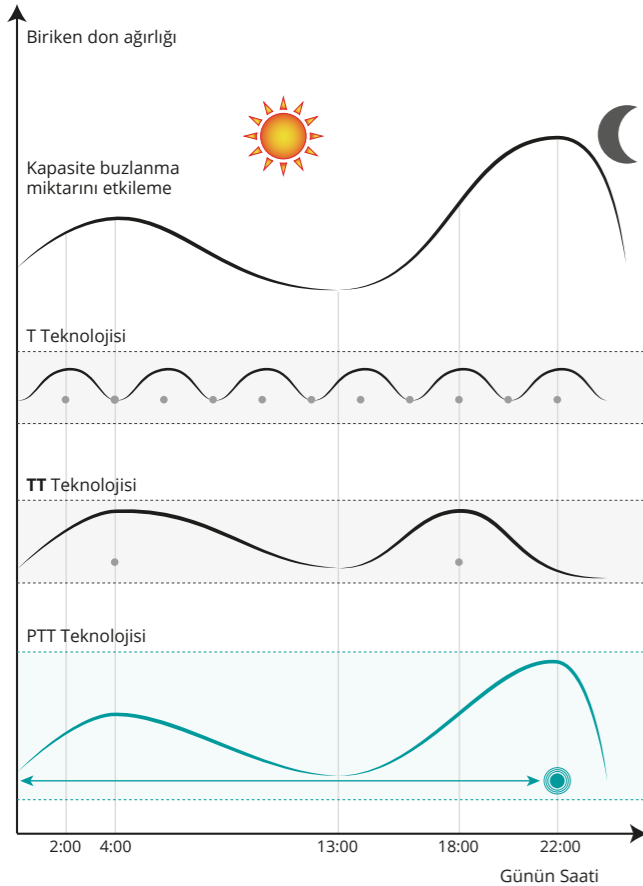 Biriken don ağırlığı
Kapasite buzlanma
miktarını etkileme
T Teknolojisi
TT Teknolojisi
PTT Teknolojisi
2:00 4:00 13:00 18:00 22:00
Günün Saati